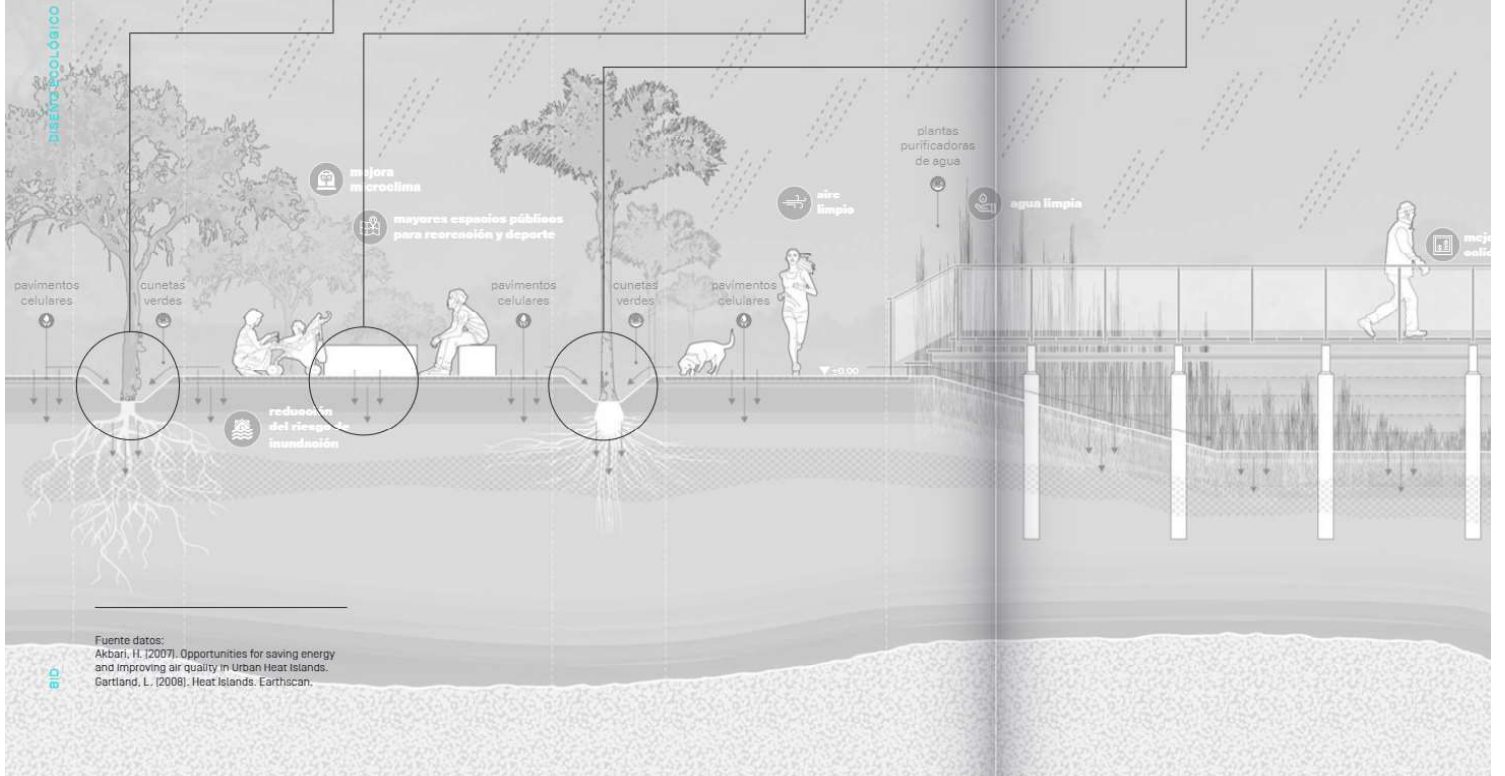 DISEÑO ECOLÓGICO
plantas
purificadoras
de agua
mejora
microclima
aire
limpio
agua limpia
mayores espacios públicos
para recreación y deporte
pavimentos
celulares
cunetas
verdes
pavimentos
celulares
cunetas
verdes
pavimentos
celulares
±0.00
reducción
del riesgo de
inundación
Fuente datos:
Akbari, H. (2007). Opportunities for saving energy
and improving air quality in Urban Heat Islands.
Gartland, L. (2008). Heat Islands. Earthscan.
BID